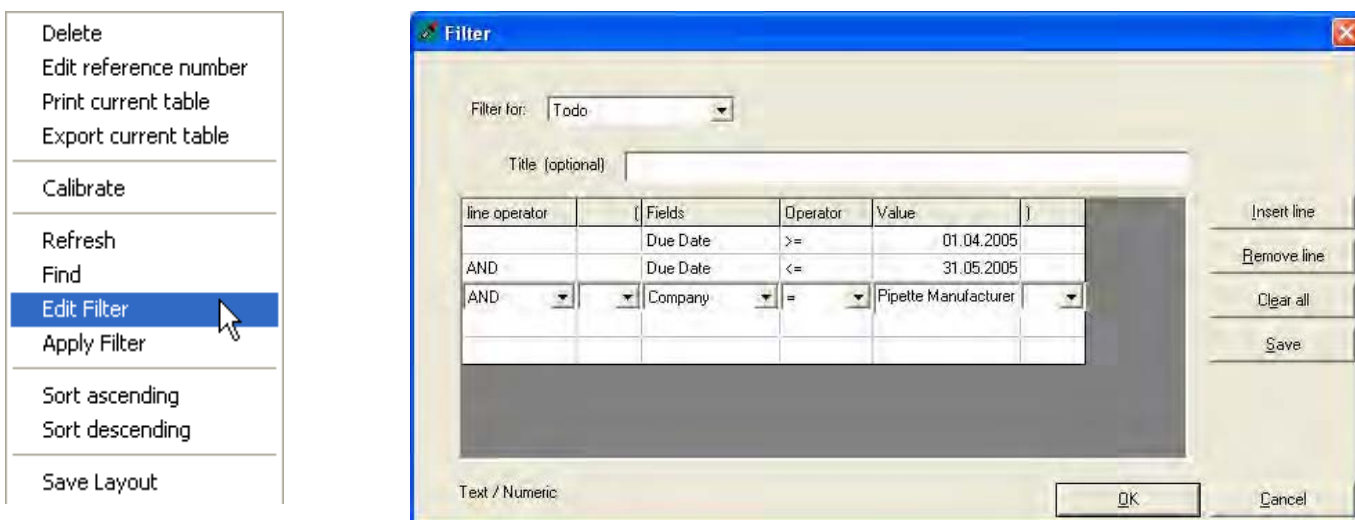 Delete
Edit reference number
Print current table
Export current table
Calibrate
Refresh
Find
Edit Filter
Apply Filter
Sort ascending
Sort descending
Save Layout
Filter
Filter for: Todo
Title (optional)
line operator ( Fields Operator Value )
Due Date >= 01.04.2005
AND Due Date <= 31.05.2005
AND Company = Pipette Manufacturer
Insert line
Remove line
Clear all
Save
Text / Numeric
OK Cancel